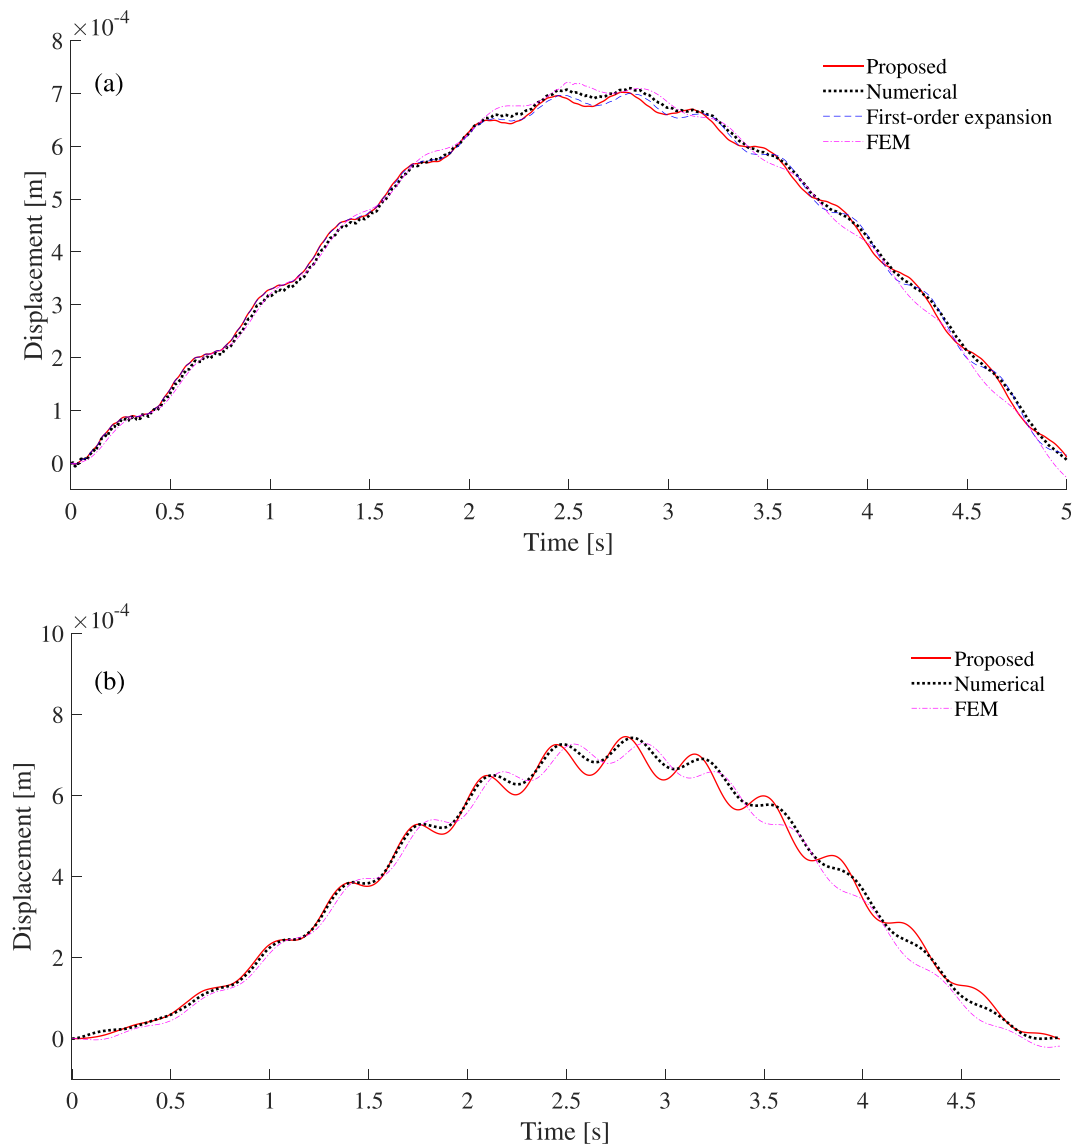 ×10-4
8
(a)
Proposed
7
Numerical
First-order expansion
6
FEM
5
4
3
2
1
0
Displacement [m]
0 0.5 1 1.5 2 2.5 3 3.5 4 4.5 5
Time [s]
×10-4
10
(b)
Proposed
Numerical
8
FEM
6
4
2
0
Displacement [m]
0 0.5 1 1.5 2 2.5 3 3.5 4 4.5
Time [s]